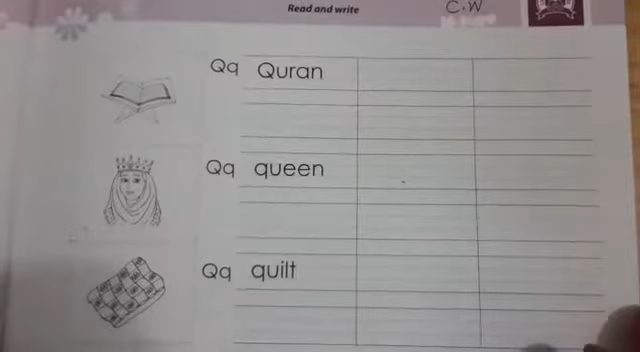 Read and write
C.W
Qq Quran
Qq queen
Qq quilt